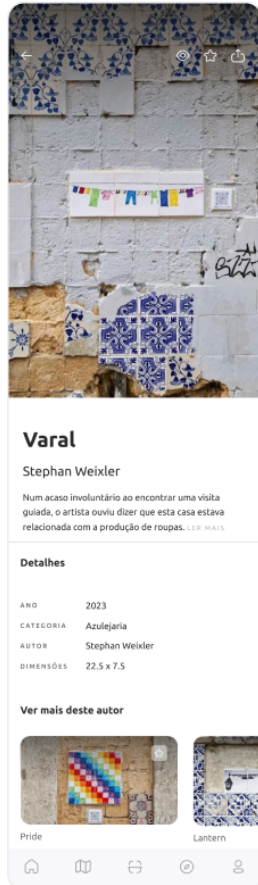 Varal
Stephan Weixler
Num acaso involuntário ao encontrar uma visita
guiada, o artista ouviu dizer que esta casa estava
relacionada com a produção de roupas. LER MAIS
Detalhes
ANO 2023
CATEGORIA Azulejaria
AUTOR Stephan Weixler
DIMENSÕES 22.5 x 7.5
Ver mais deste autor
Pride
Lantern